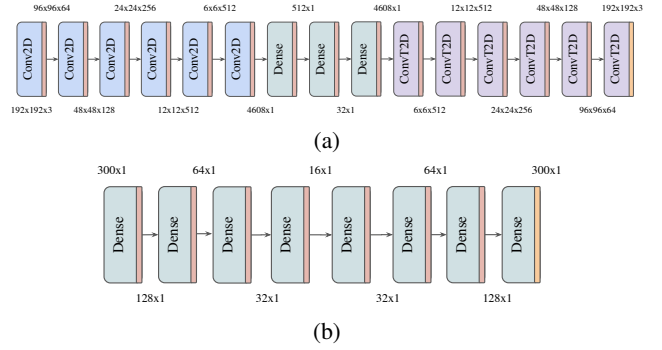 96x96x64 24x24x256 6x6x512 512x1 4608x1 12x12x512 48x48x128 192x192x3
Conv2D Conv2D Conv2D Conv2D Conv2D Conv2D Dense Dense Dense ConvT2D ConvT2D ConvT2D ConvT2D ConvT2D ConvT2D
192x192x3 48x48x128 12x12x512 4608x1 32x1 6x6x512 24x24x256 96x96x64
(a)
300x1 64x1 16x1 64x1 300x1
Dense Dense Dense Dense Dense Dense Dense Dense
128x1 32x1 32x1 128x1
(b)